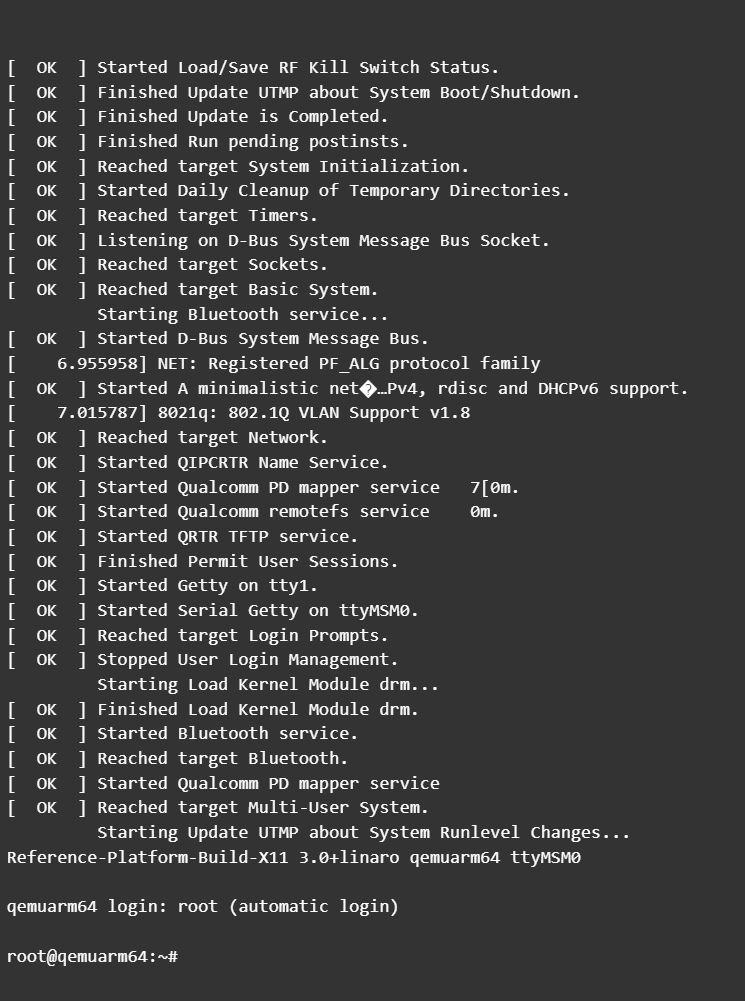 [  OK  ] Started Load/Save RF Kill Switch Status.
[  OK  ] Finished Update UTMP about System Boot/Shutdown.
[  OK  ] Finished Update is Completed.
[  OK  ] Finished Run pending postinsts.
[  OK  ] Reached target System Initialization.
[  OK  ] Started Daily Cleanup of Temporary Directories.
[  OK  ] Reached target Timers.
[  OK  ] Listening on D-Bus System Message Bus Socket.
[  OK  ] Reached target Sockets.
[  OK  ] Reached target Basic System.
         Starting Bluetooth service...
[  OK  ] Started D-Bus System Message Bus.
[    6.955958] NET: Registered PF_ALG protocol family
[  OK  ] Started A minimalistic net�…Pv4, rdisc and DHCPv6 support.
[    7.015787] 8021q: 802.1Q VLAN Support v1.8
[  OK  ] Reached target Network.
[  OK  ] Started QIPCRTR Name Service.
[  OK  ] Started Qualcomm PD mapper service   7[0m.
[  OK  ] Started Qualcomm remotefs service    0m.
[  OK  ] Started QRTR TFTP service.
[  OK  ] Finished Permit User Sessions.
[  OK  ] Started Getty on tty1.
[  OK  ] Started Serial Getty on ttyMSM0.
[  OK  ] Reached target Login Prompts.
[  OK  ] Stopped User Login Management.
         Starting Load Kernel Module drm...
[  OK  ] Finished Load Kernel Module drm.
[  OK  ] Started Bluetooth service.
[  OK  ] Reached target Bluetooth.
[  OK  ] Started Qualcomm PD mapper service
[  OK  ] Reached target Multi-User System.
         Starting Update UTMP about System Runlevel Changes...
Reference-Platform-Build-X11 3.0+linaro qemuarm64 ttyMSM0
qemuarm64 login: root (automatic login)
root@qemuarm64:~#